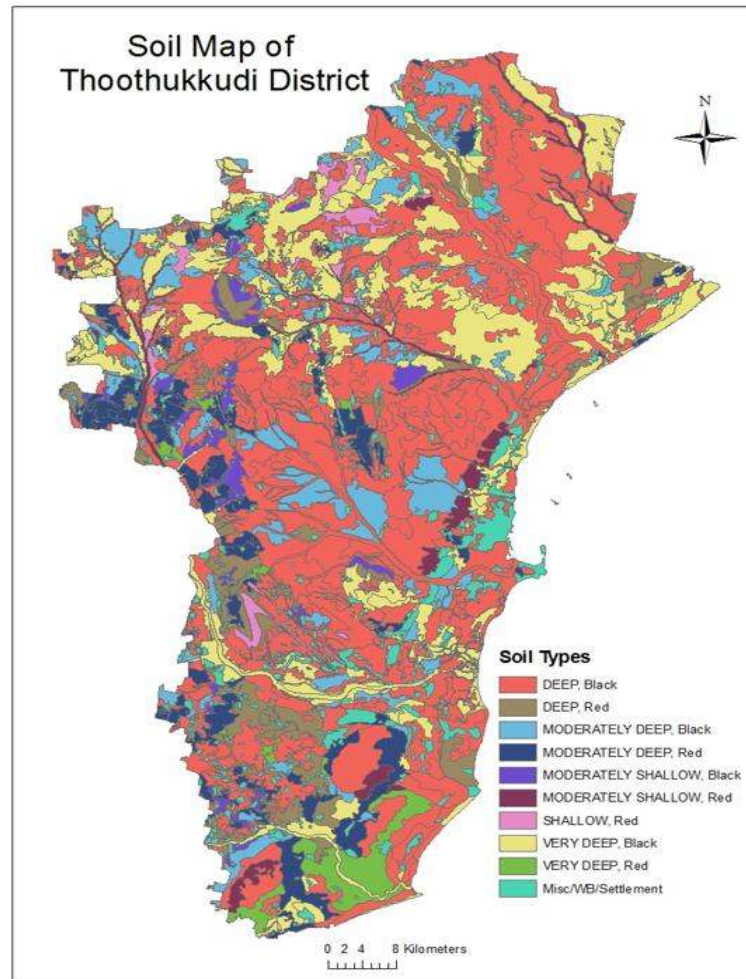 Soil Map of
Thoothukkudi District
N
Soil Types
DEEP, Black
DEEP, Red
MODERATELY DEEP, Black
MODERATELY DEEP, Red
MODERATELY SHALLOW, Black
MODERATELY SHALLOW, Red
SHALLOW, Red
VERY DEEP, Black
VERY DEEP, Red
Misc/WB/Settlement
0 2 4 8 Kilometers